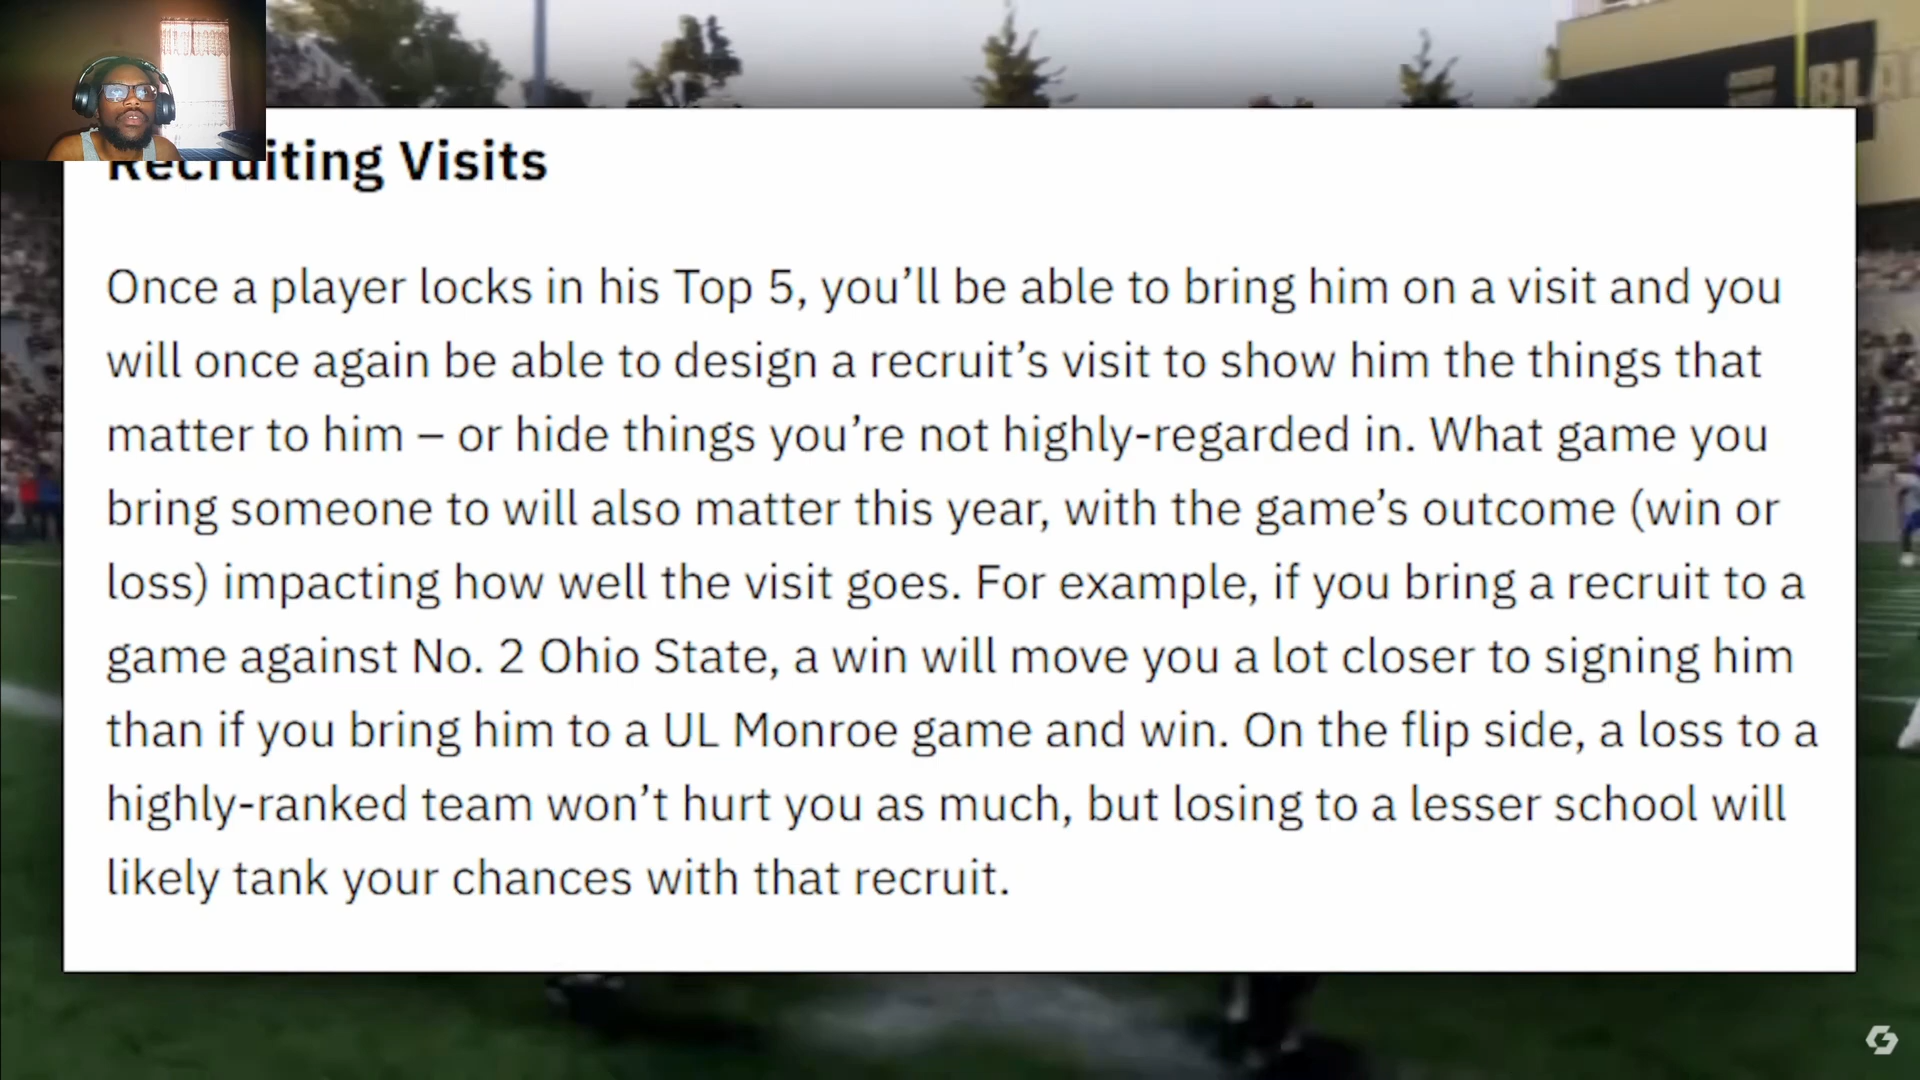 Recruiting Visits
Once a player locks in his Top 5, you’ll be able to bring him on a visit and you
will once again be able to design a recruit’s visit to show him the things that
matter to him – or hide things you’re not highly-regarded in. What game you
bring someone to will also matter this year, with the game’s outcome (win or
loss) impacting how well the visit goes. For example, if you bring a recruit to a
game against No. 2 Ohio State, a win will move you a lot closer to signing him
than if you bring him to a UL Monroe game and win. On the flip side, a loss to a
highly-ranked team won’t hurt you as much, but losing to a lesser school will
likely tank your chances with that recruit.